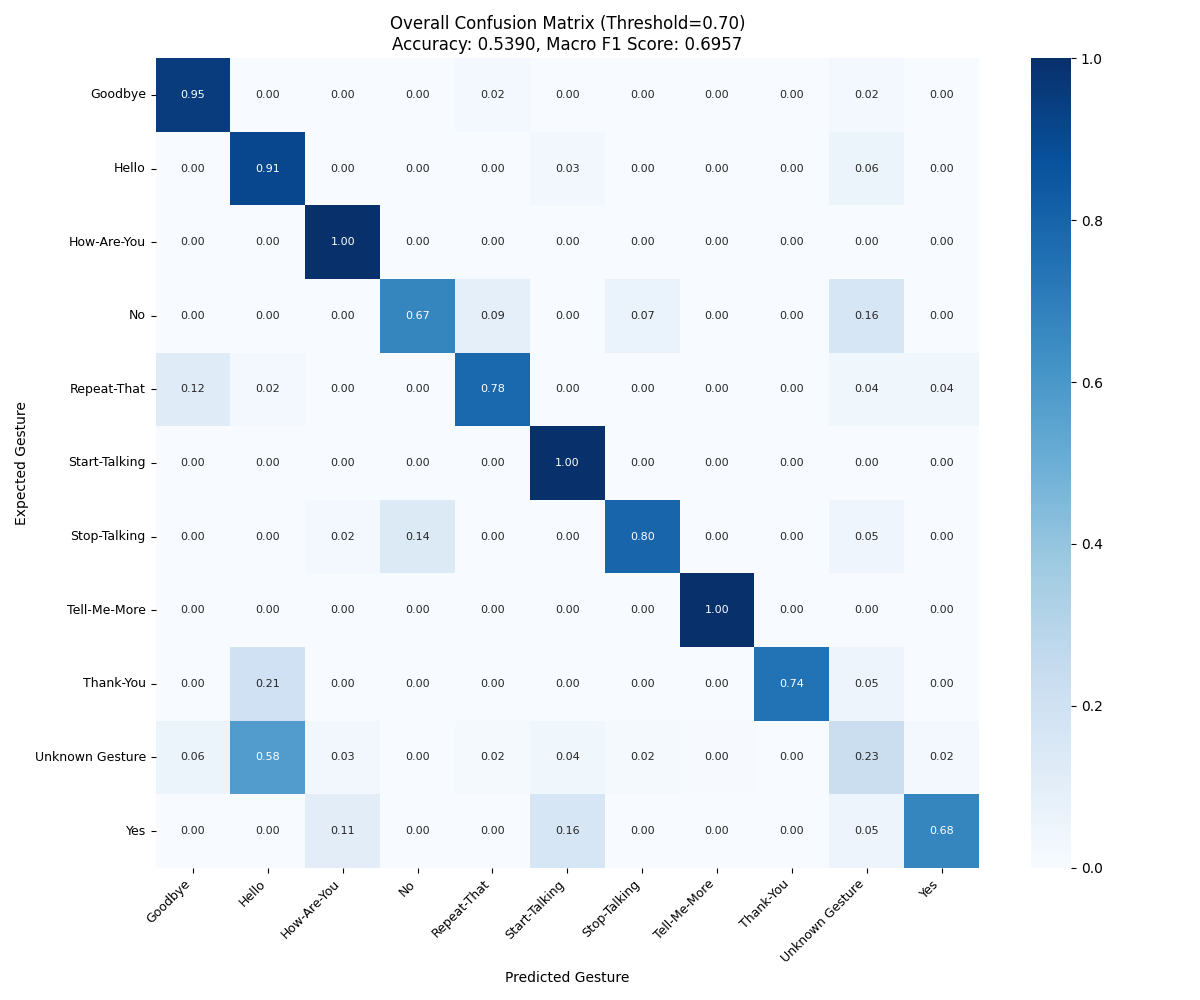 Overall Confusion Matrix (Threshold=0.70)
Accuracy: 0.5390, Macro F1 Score: 0.6957
Expected Gesture
Goodbye 0.95 0.00 0.00 0.00 0.02 0.00 0.00 0.00 0.00 0.02 0.00
Hello 0.00 0.91 0.00 0.00 0.00 0.03 0.00 0.00 0.00 0.06 0.00
How-Are-You 0.00 0.00 1.00 0.00 0.00 0.00 0.00 0.00 0.00 0.00 0.00
No 0.00 0.00 0.00 0.67 0.09 0.00 0.07 0.00 0.00 0.16 0.00
Repeat-That 0.12 0.02 0.00 0.00 0.78 0.00 0.00 0.00 0.00 0.04 0.04
Start-Talking 0.00 0.00 0.00 0.00 0.00 1.00 0.00 0.00 0.00 0.00 0.00
Stop-Talking 0.00 0.00 0.02 0.14 0.00 0.00 0.80 0.00 0.00 0.05 0.00
Tell-Me-More 0.00 0.00 0.00 0.00 0.00 0.00 0.00 1.00 0.00 0.00 0.00
Thank-You 0.00 0.21 0.00 0.00 0.00 0.00 0.00 0.00 0.74 0.05 0.00
Unknown Gesture 0.06 0.58 0.03 0.00 0.02 0.04 0.02 0.00 0.00 0.23 0.02
Yes 0.00 0.00 0.11 0.00 0.00 0.16 0.00 0.00 0.00 0.05 0.68
Goodbye Hello How-Are-You No Repeat-That Start-Talking Stop-Talking Tell-Me-More Thank-You Unknown Gesture Yes
Predicted Gesture
1.0
0.8
0.6
0.4
0.2
0.0